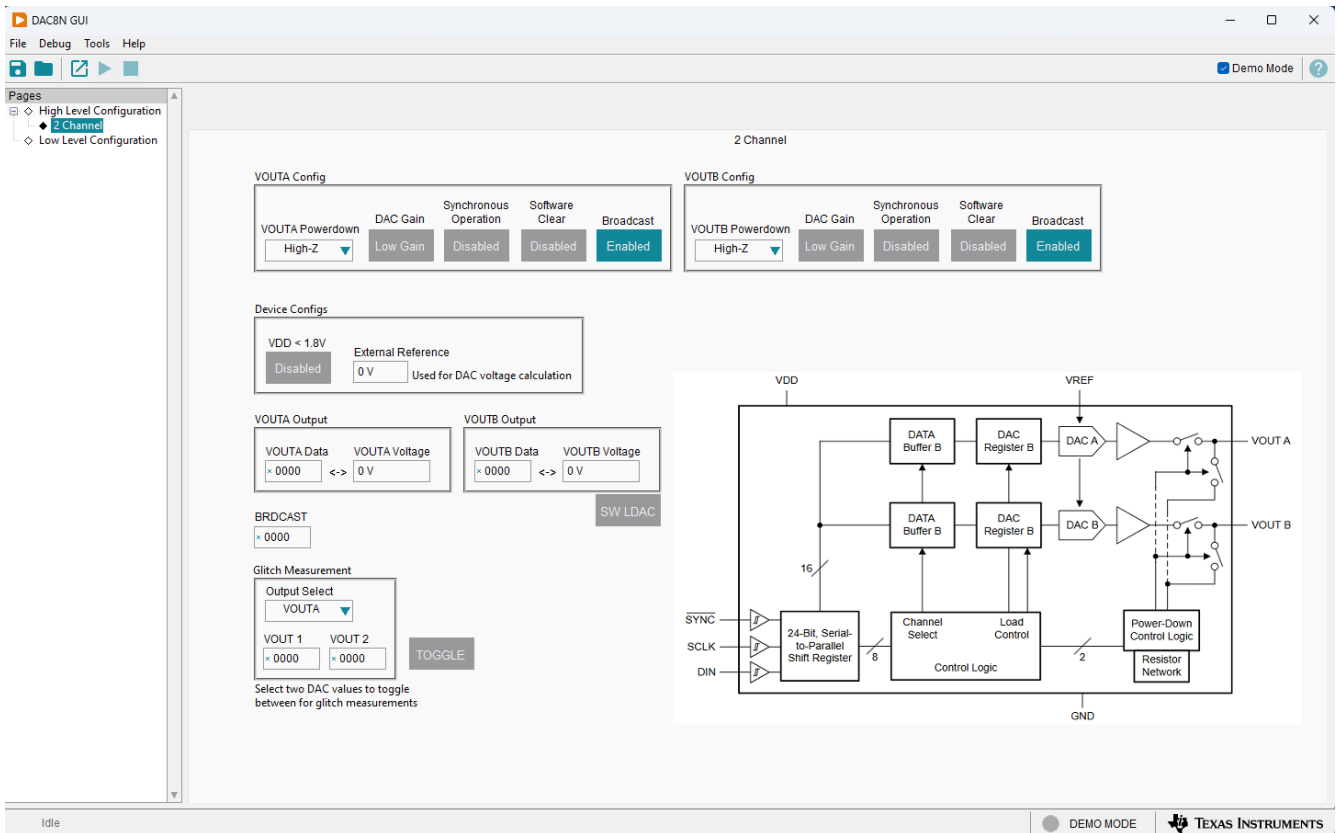 DAC8N GUI
File Debug Tools Help
Demo Mode
Pages
High Level Configuration
2 Channel
Low Level Configuration
2 Channel
VOUTA Config
VOUTA Powerdown
High-Z
DAC Gain
Low Gain
Synchronous
Operation
Disabled
Software
Clear
Disabled
Broadcast
Enabled
VOUTB Config
VOUTB Powerdown
High-Z
DAC Gain
Low Gain
Synchronous
Operation
Disabled
Software
Clear
Disabled
Broadcast
Enabled
Device Configs
VDD < 1.8V
Disabled
External Reference
0 V
Used for DAC voltage calculation
VOUTA Output
VOUTA Data
× 0000
<->
VOUTA Voltage
0 V
VOUTB Output
VOUTB Data
× 0000
<->
VOUTB Voltage
0 V
SW LDAC
BRDCAST
× 0000
Glitch Measurement
Output Select
VOUTA
VOUT 1
× 0000
VOUT 2
× 0000
TOGGLE
Select two DAC values to toggle
between for glitch measurements
VDD
VREF
DATA
Buffer B
DAC
Register B
DAC A
VOUT A
DATA
Buffer B
DAC
Register B
DAC B
VOUT B
16
SYNC
SCLK
DIN
24-Bit, Serial-
to-Parallel
Shift Register
8
Channel
Select
Load
Control
Control Logic
2
Power-Down
Control Logic
Resistor
Network
GND
Idle
DEMO MODE
TEXAS INSTRUMENTS